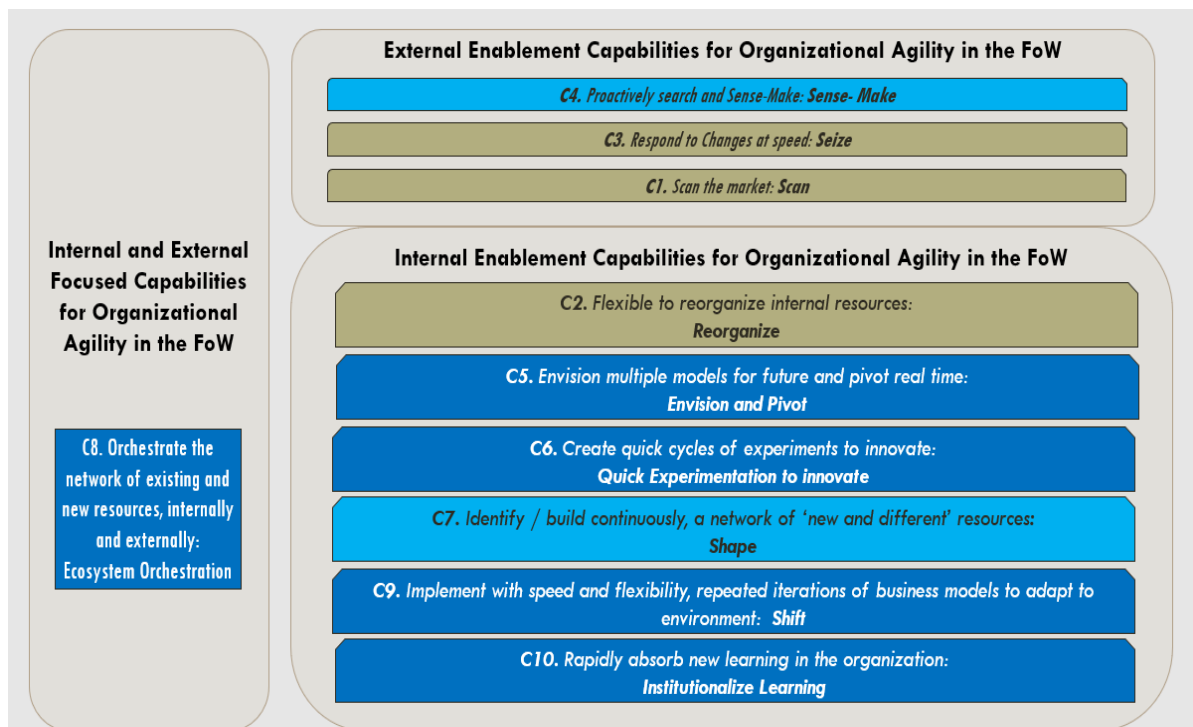 Internal and External
Focused Capabilities
for Organizational
Agility in the FoW
C8. Orchestrate the
network of existing and
new resources, internally
and externally:
Ecosystem Orchestration
External Enablement Capabilities for Organizational Agility in the FoW
C4. Proactively search and Sense-Make: Sense- Make
C3. Respond to Changes at speed: Seize
C1. Scan the market: Scan
Internal Enablement Capabilities for Organizational Agility in the FoW
C2. Flexible to reorganize internal resources:
Reorganize
C5. Envision multiple models for future and pivot real time:
Envision and Pivot
C6. Create quick cycles of experiments to innovate:
Quick Experimentation to innovate
C7. Identify / build continuously, a network of ‘new and different’ resources:
Shape
C9. Implement with speed and flexibility, repeated iterations of business models to adapt to
environment: Shift
C10. Rapidly absorb new learning in the organization:
Institutionalize Learning